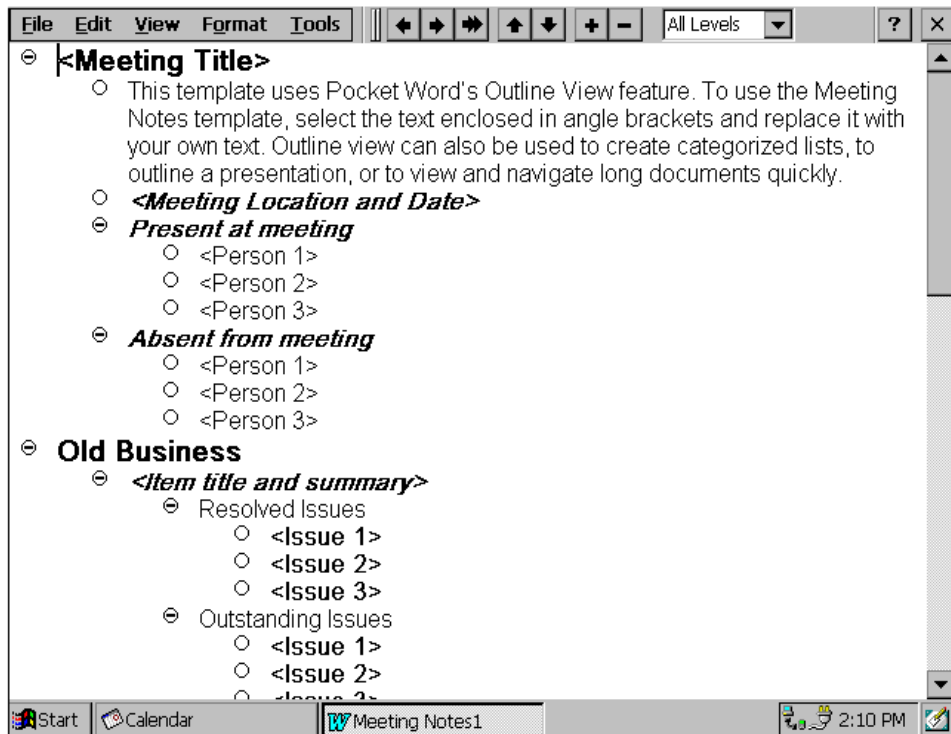 File Edit View Format Tools All Levels ?
<Meeting Title>
This template uses Pocket Word's Outline View feature. To use the Meeting
Notes template, select the text enclosed in angle brackets and replace it with
your own text. Outline view can also be used to create categorized lists, to
outline a presentation, or to view and navigate long documents quickly.
<Meeting Location and Date>
Present at meeting
<Person 1>
<Person 2>
<Person 3>
Absent from meeting
<Person 1>
<Person 2>
<Person 3>
Old Business
<Item title and summary>
Resolved Issues
<Issue 1>
<Issue 2>
<Issue 3>
Outstanding Issues
<Issue 1>
<Issue 2>
Start Calendar Meeting Notes1 2:10 PM